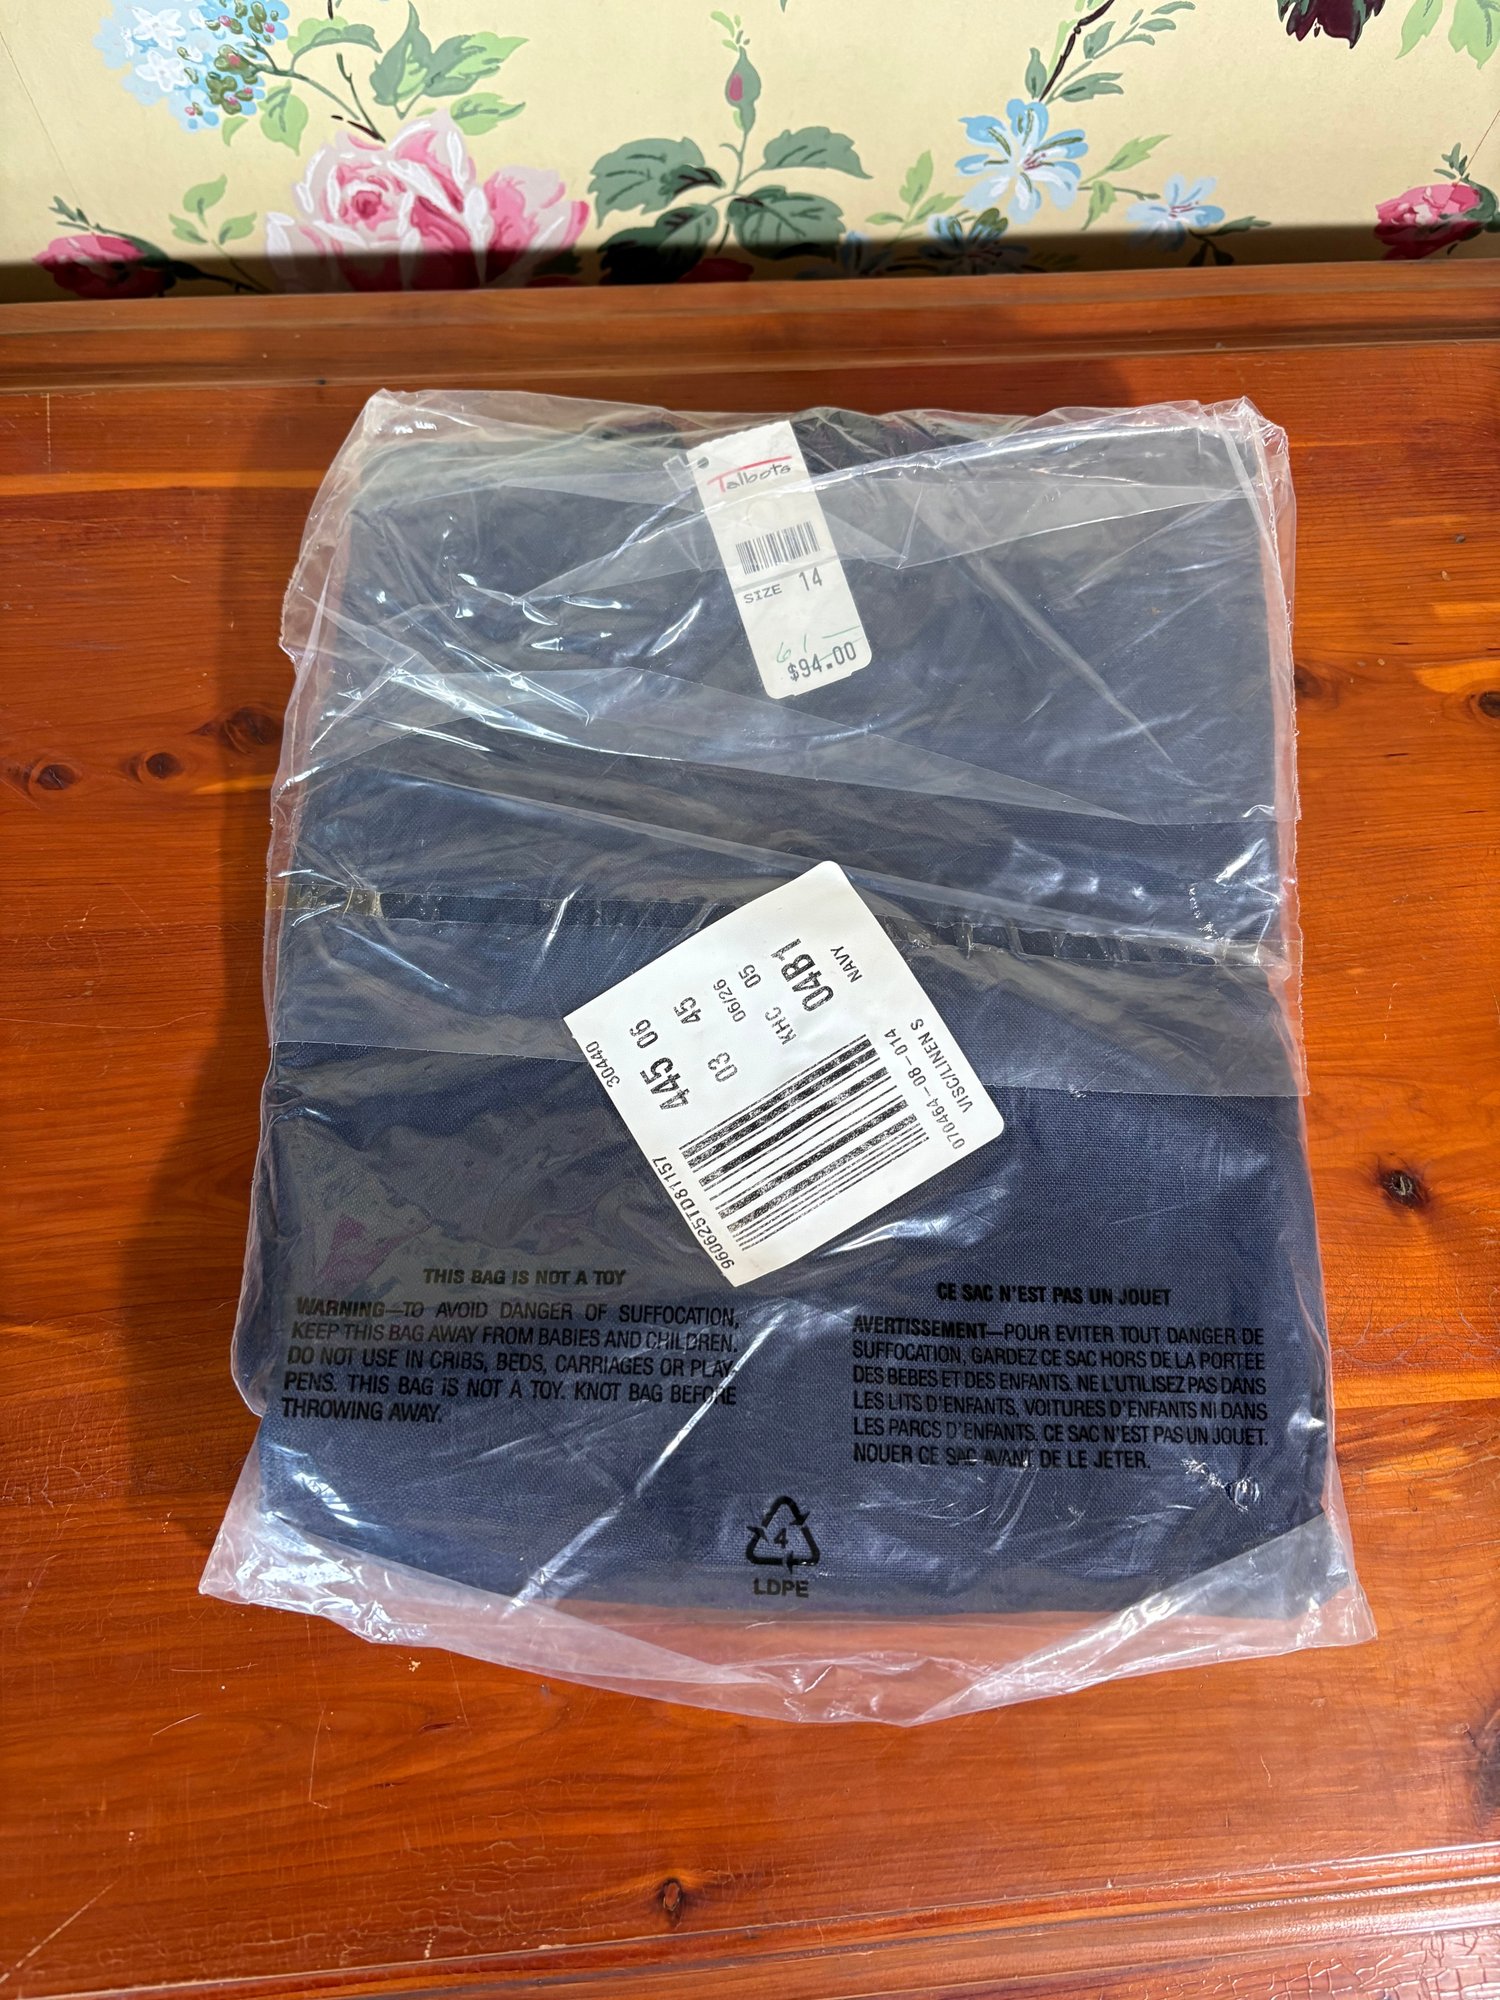 Talbots
SIZE 14
61
$94.00
30440
445 06
03 45 06/26
KHC 05
04B1
NAVY
960625TD81157
070464-08-014
VISC/LINEN S
THIS BAG IS NOT A TOY
WARNING—TO AVOID DANGER OF SUFFOCATION,
KEEP THIS BAG AWAY FROM BABIES AND CHILDREN.
DO NOT USE IN CRIBS, BEDS, CARRIAGES OR PLAY-
PENS. THIS BAG IS NOT A TOY. KNOT BAG BEFORE
THROWING AWAY.
CE SAC N'EST PAS UN JOUET
AVERTISSEMENT—POUR EVITER TOUT DANGER DE
SUFFOCATION, GARDEZ CE SAC HORS DE LA PORTEE
DES BEBES ET DES ENFANTS. NE L'UTILISEZ PAS DANS
LES LITS D'ENFANTS, VOITURES D'ENFANTS NI DANS
LES PARCS D'ENFANTS. CE SAC N'EST PAS UN JOUET.
NOUER CE SAC AVANT DE LE JETER.
4
LDPE